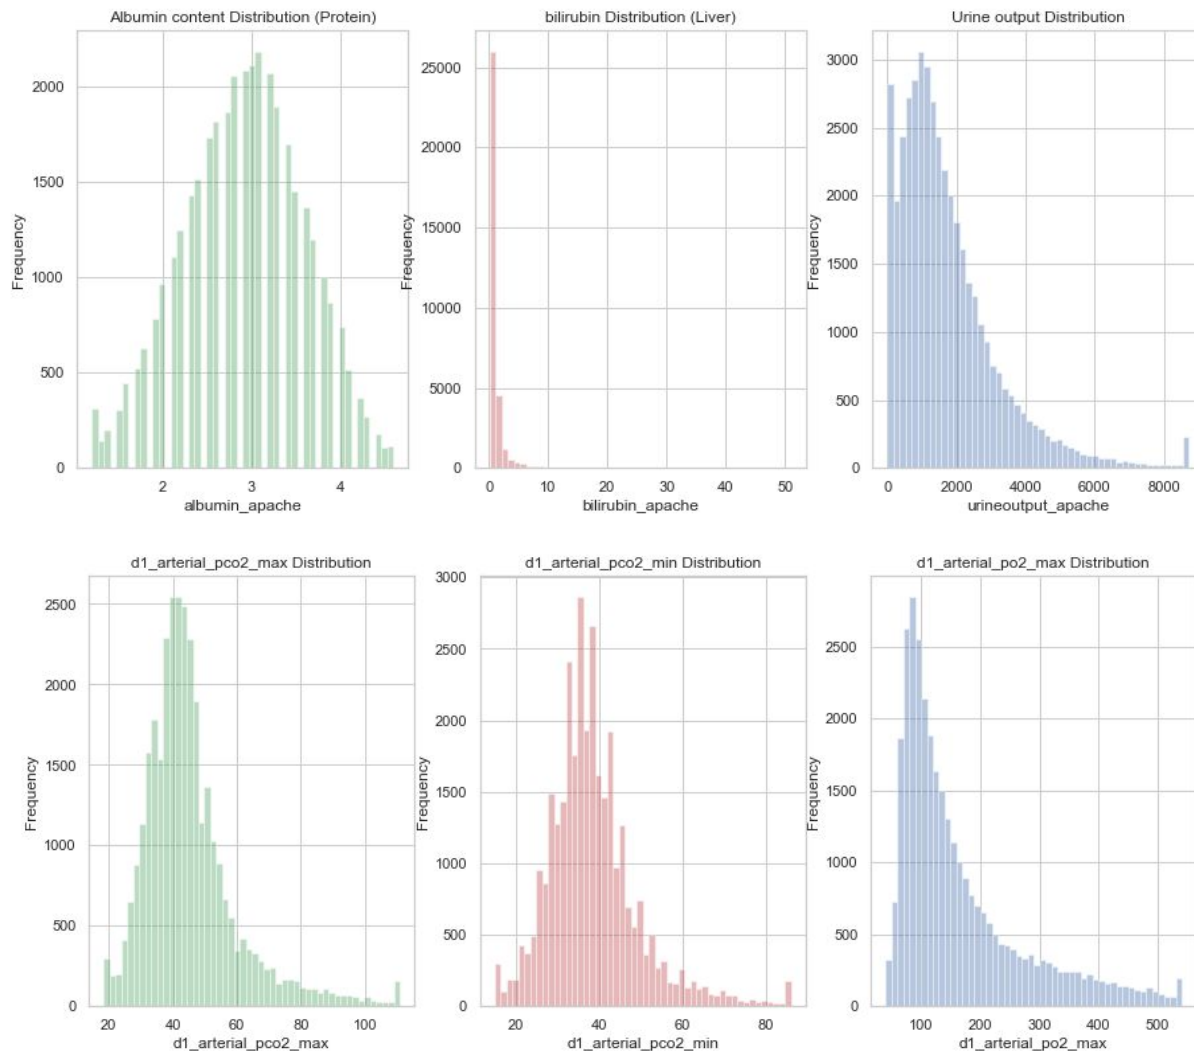 Albumin content Distribution (Protein)
2000
1500
1000
500
0
Frequency
2 3 4
albumin_apache
bilirubin Distribution (Liver)
25000
20000
15000
10000
5000
0
Frequency
0 10 20 30 40 50
bilirubin_apache
Urine output Distribution
3000
2500
2000
1500
1000
500
0
Frequency
0 2000 4000 6000 8000
urineoutput_apache
d1_arterial_pco2_max Distribution
2500
2000
1500
1000
500
0
Frequency
20 40 60 80 100
d1_arterial_pco2_max
d1_arterial_pco2_min Distribution
3000
2500
2000
1500
1000
500
0
Frequency
20 40 60 80
d1_arterial_pco2_min
d1_arterial_po2_max Distribution
2500
2000
1500
1000
500
0
Frequency
100 200 300 400 500
d1_arterial_po2_max